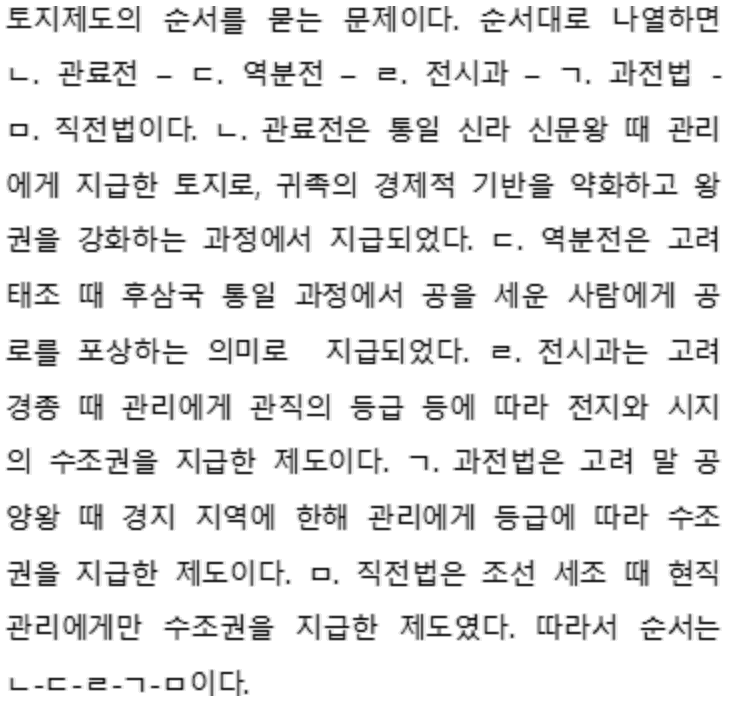 토지제도의 순서를 묻는 문제이다. 순서대로 나열하면
ㄴ. 관료전 – ㄷ. 역분전 – ㄹ. 전시과 – ㄱ. 과전법 -
ㅁ. 직전법이다. ㄴ. 관료전은 통일 신라 신문왕 때 관리
에게 지급한 토지로, 귀족의 경제적 기반을 약화하고 왕
권을 강화하는 과정에서 지급되었다. ㄷ. 역분전은 고려
태조 때 후삼국 통일 과정에서 공을 세운 사람에게 공
로를 포상하는 의미로 지급되었다. ㄹ. 전시과는 고려
경종 때 관리에게 관직의 등급 등에 따라 전지와 시지
의 수조권을 지급한 제도이다. ㄱ. 과전법은 고려 말 공
양왕 때 경지 지역에 한해 관리에게 등급에 따라 수조
권을 지급한 제도이다. ㅁ. 직전법은 조선 세조 때 현직
관리에게만 수조권을 지급한 제도였다. 따라서 순서는
ㄴ-ㄷ-ㄹ-ㄱ-ㅁ이다.